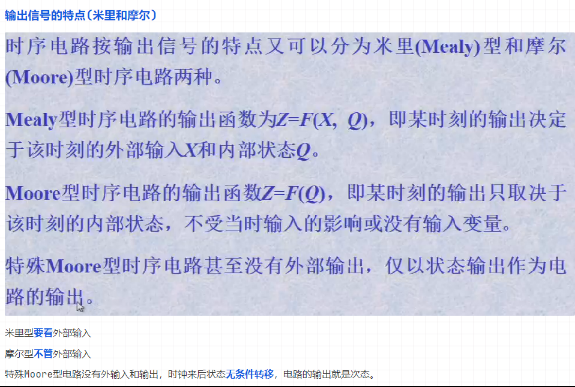 输出信号的特点(米里和摩尔)
时序电路按输出信号的特点又可以分为米里(Mealy)型和摩尔
(Moore)型时序电路两种。
Mealy型时序电路的输出函数为Z=F(X, Q)，即某时刻的输出决定
于该时刻的外部输入X和内部状态Q。
Moore型时序电路的输出函数Z=F(Q)，即某时刻的输出只取决于
该时刻的内部状态，不受当时输入的影响或没有输入变量。
特殊Moore型时序电路甚至没有外部输出，仅以状态输出作为电
路的输出。
米里型要看外部输入
摩尔型不管外部输入
特殊Moore型电路没有外输入和输出，时钟来后状态无条件转移，电路的输出就是次态。